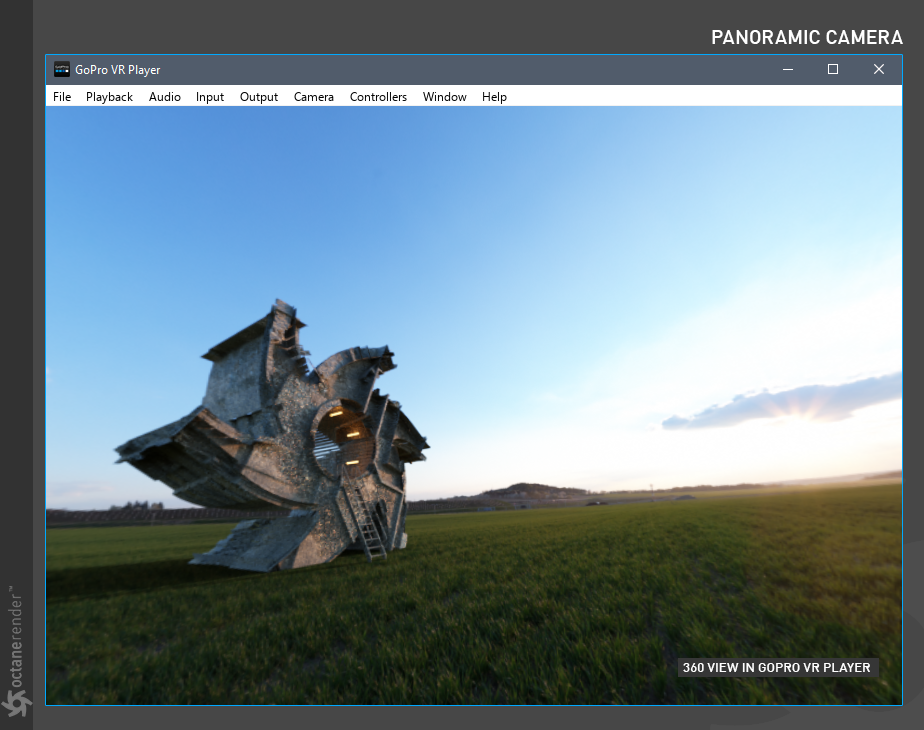 PANORAMIC CAMERA
GoPro VR Player
File Playback Audio Input Output Camera Controllers Window Help
360 VIEW IN GOPRO VR PLAYER
octanerender™